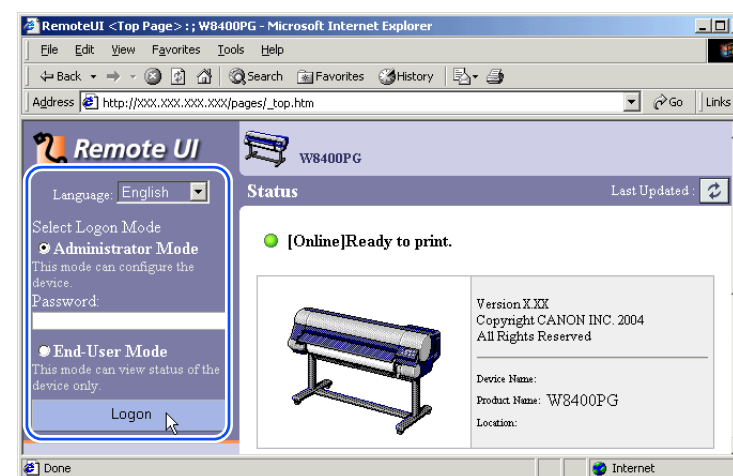 RemoteUI <Top Page> : ; W8400PG - Microsoft Internet Explorer
File Edit View Favorites Tools Help
Back Search Favorites History
Address http://XXX.XXX.XXX.XXX/pages/_top.htm Go Links
Remote UI
W8400PG
Language: English
Status Last Updated :
Select Logon Mode
Administrator Mode
This mode can configure the
device.
Password:
End-User Mode
This mode can view status of the
device only.
Logon
[Online]Ready to print.
Version X.XX
Copyright CANON INC. 2004
All Rights Reserved
Device Name:
Product Name: W8400PG
Location:
Done Internet